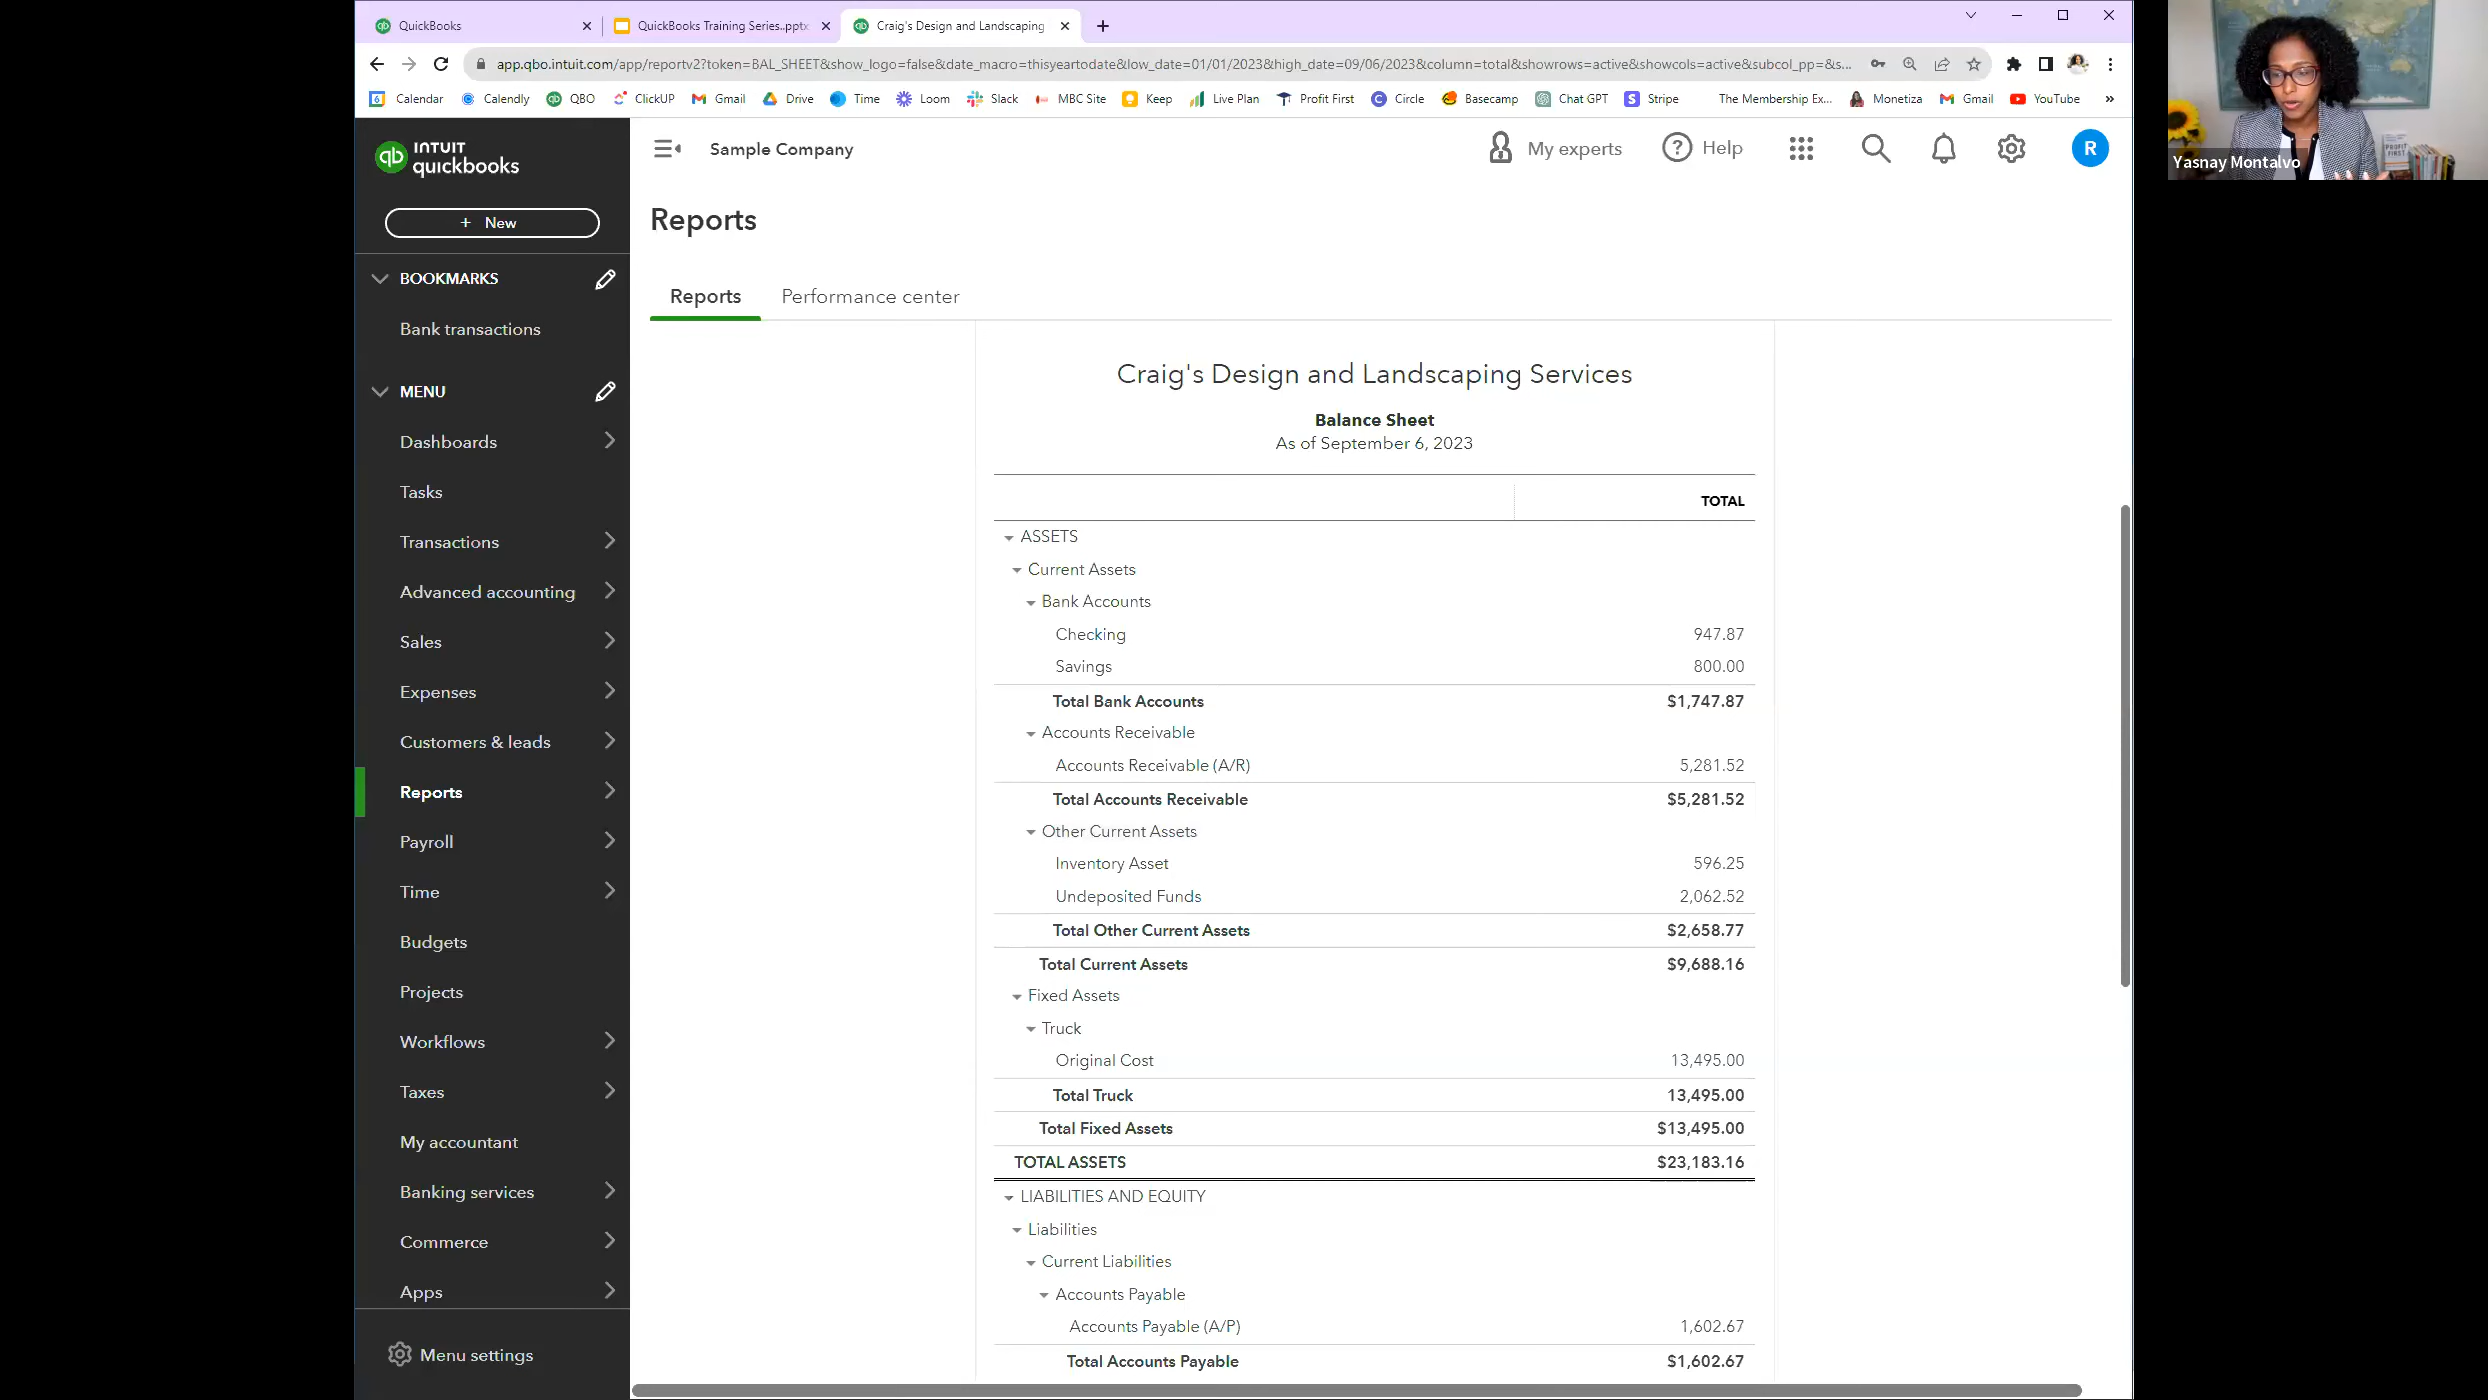 QuickBooks
QuickBooks Training Series..pptx
Craig's Design and Landscaping
app.qbo.intuit.com/app/reportv2?token=BAL_SHEET&show_logo=false&date_macro=thisyeartodate&low_date=01/01/2023&high_date=09/06/2023&column=total&showrows=active&showcols=active&subcol_pp=&s...
Calendar Calendly QBO ClickUP Gmail Drive Time Loom Slack MBC Site Keep Live Plan Profit First Circle Basecamp Chat GPT Stripe The Membership Ex... Monetiza Gmail YouTube »
Yasnay Montalvo
INTUIT
quickbooks
+ New
BOOKMARKS
Bank transactions
MENU
Dashboards
Tasks
Transactions
Advanced accounting
Sales
Expenses
Customers & leads
Reports
Payroll
Time
Budgets
Projects
Workflows
Taxes
My accountant
Banking services
Commerce
Apps
Menu settings
Sample Company
My experts
Help
R
Reports
Reports Performance center
Craig's Design and Landscaping Services
Balance Sheet
As of September 6, 2023
TOTAL
ASSETS
Current Assets
Bank Accounts
Checking 947.87
Savings 800.00
Total Bank Accounts $1,747.87
Accounts Receivable
Accounts Receivable (A/R) 5,281.52
Total Accounts Receivable $5,281.52
Other Current Assets
Inventory Asset 596.25
Undeposited Funds 2,062.52
Total Other Current Assets $2,658.77
Total Current Assets $9,688.16
Fixed Assets
Truck
Original Cost 13,495.00
Total Truck 13,495.00
Total Fixed Assets $13,495.00
TOTAL ASSETS $23,183.16
LIABILITIES AND EQUITY
Liabilities
Current Liabilities
Accounts Payable
Accounts Payable (A/P) 1,602.67
Total Accounts Payable $1,602.67